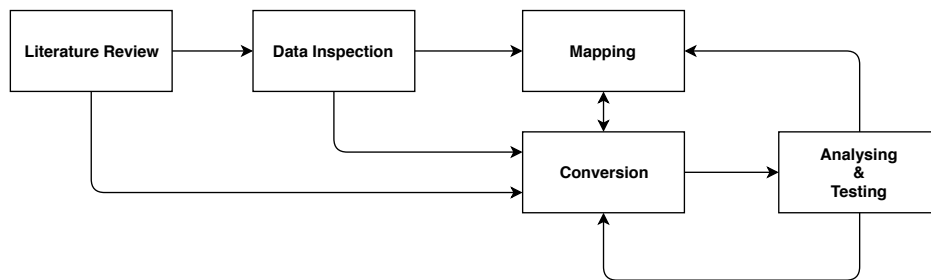 Literature Review
Data Inspection
Mapping
Conversion
Analysing
&
Testing